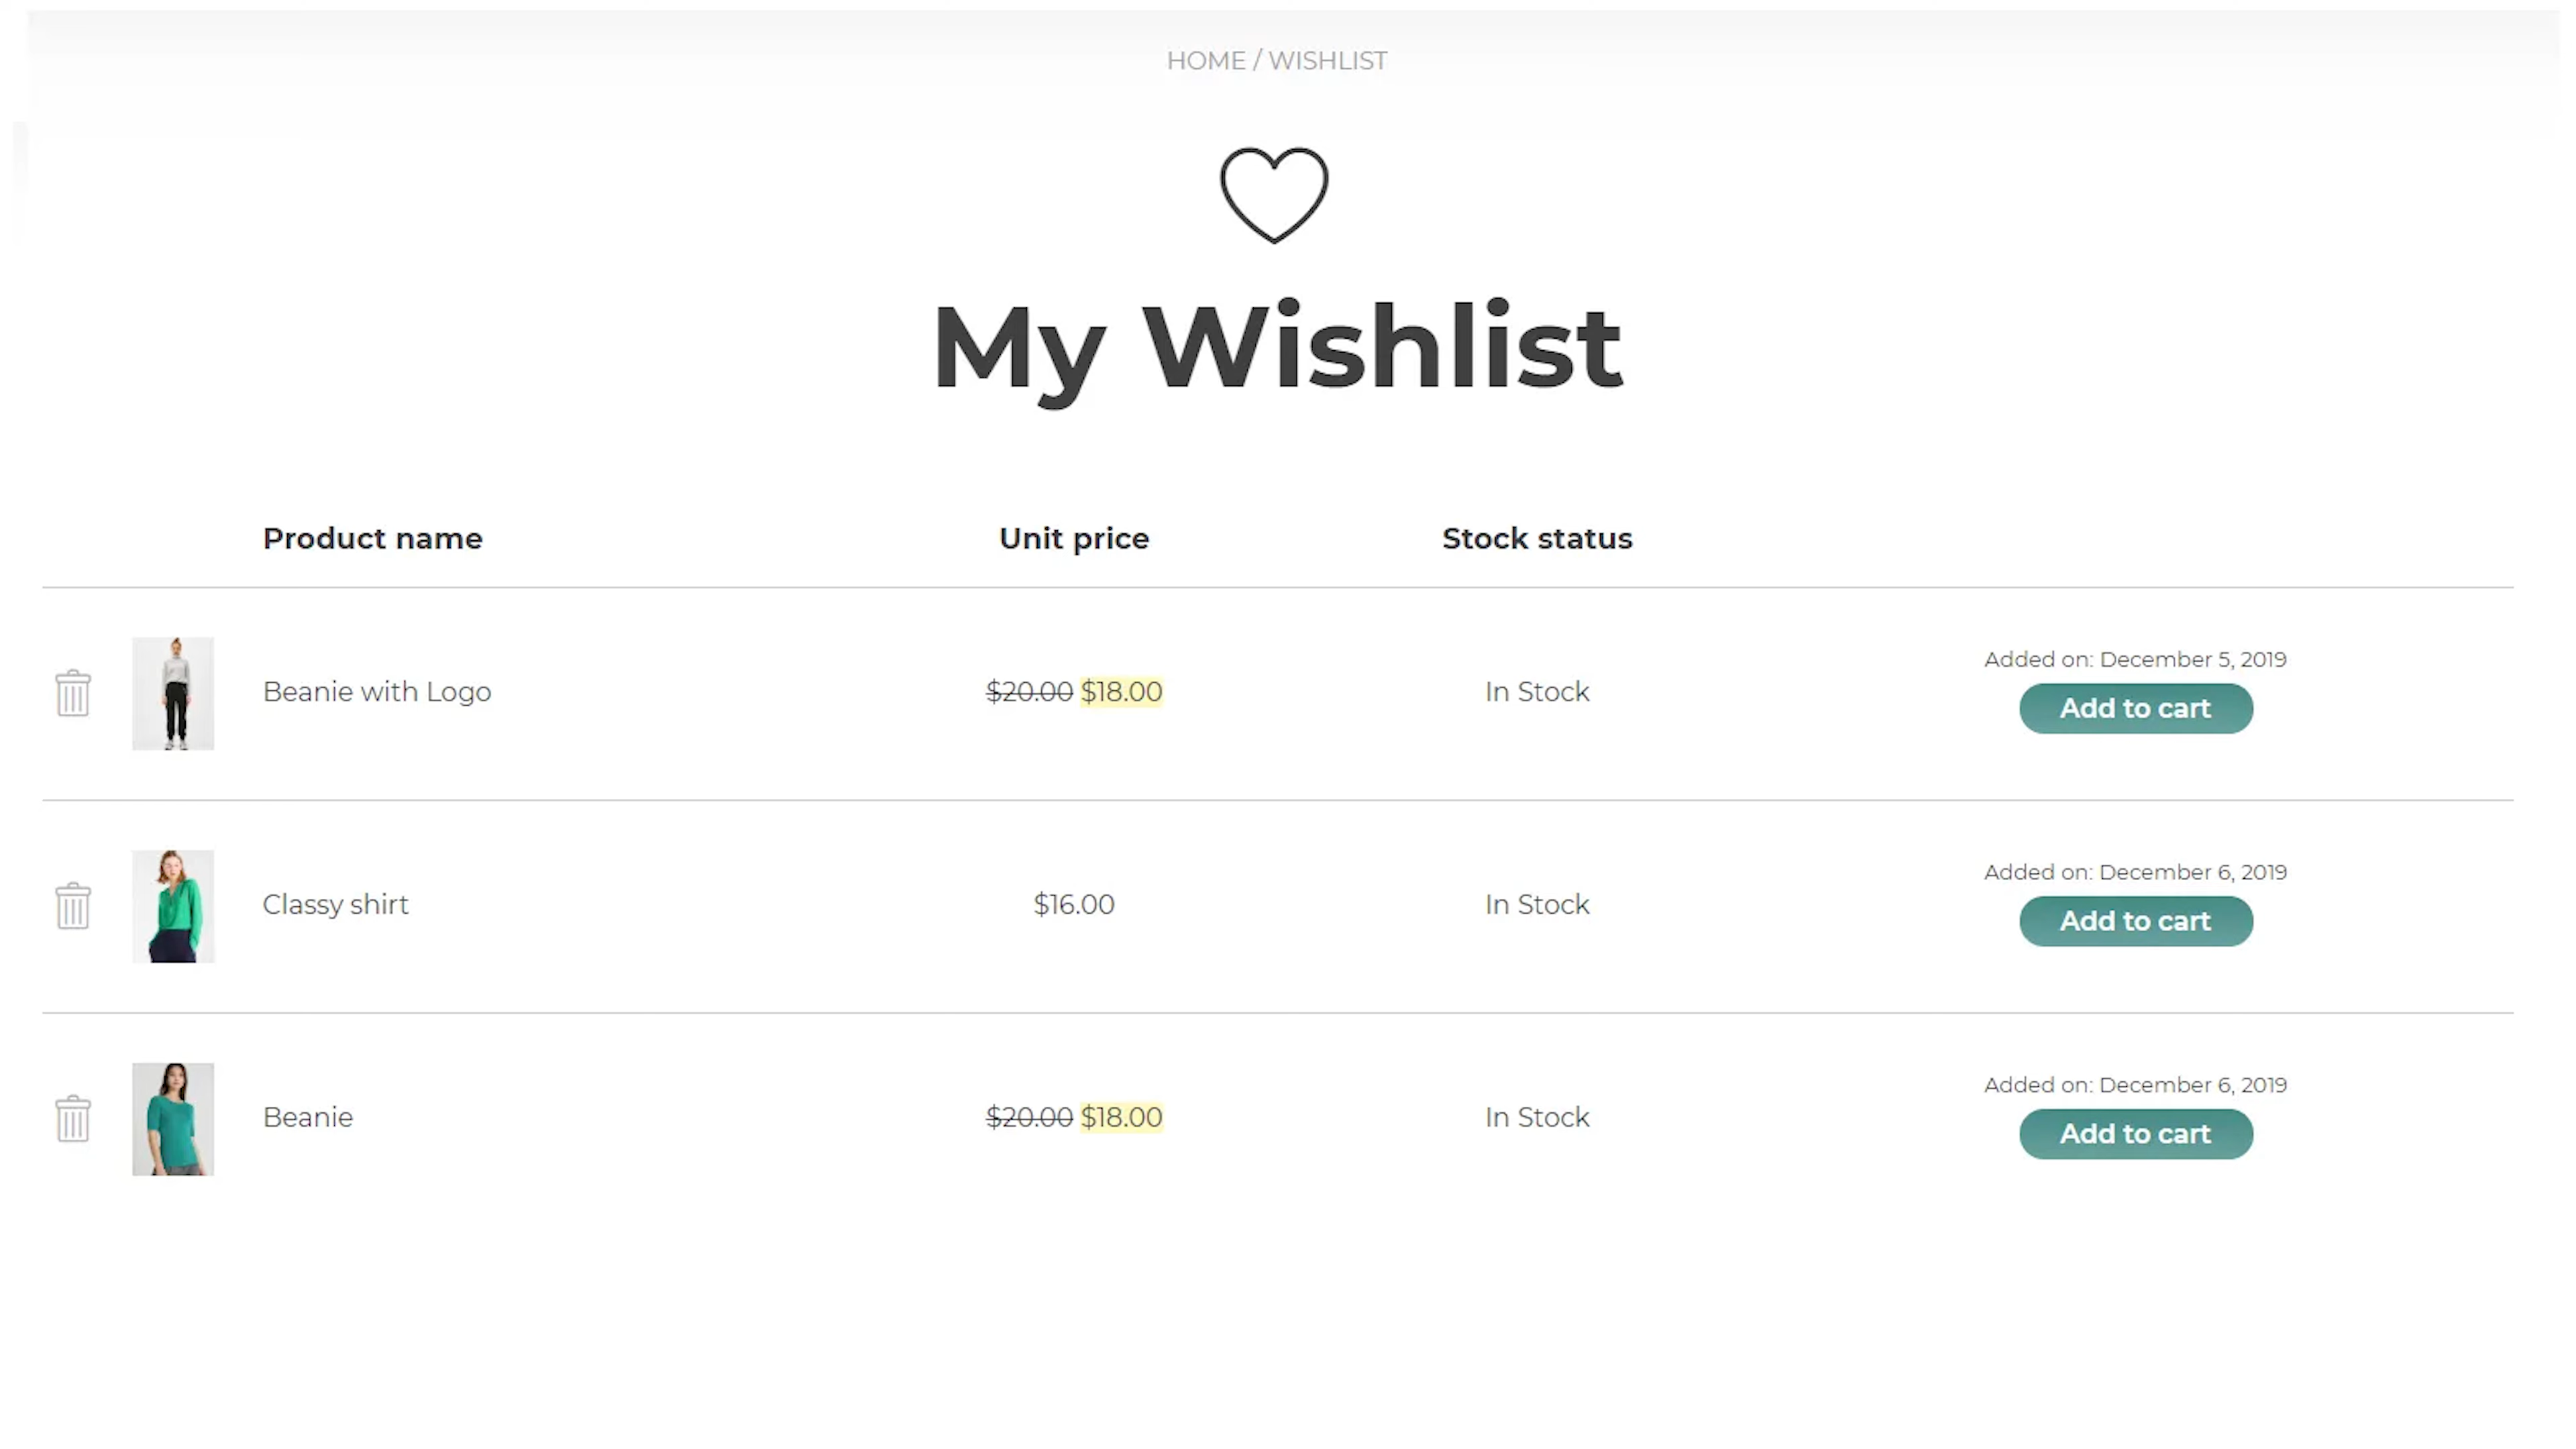 HOME / WISHLIST
My Wishlist
Product name Unit price Stock status
Added on: December 5, 2019
Beanie with Logo $20.00 $18.00 In Stock
Add to cart
Added on: December 6, 2019
Classy shirt $16.00 In Stock
Add to cart
Added on: December 6, 2019
Beanie $20.00 $18.00 In Stock
Add to cart